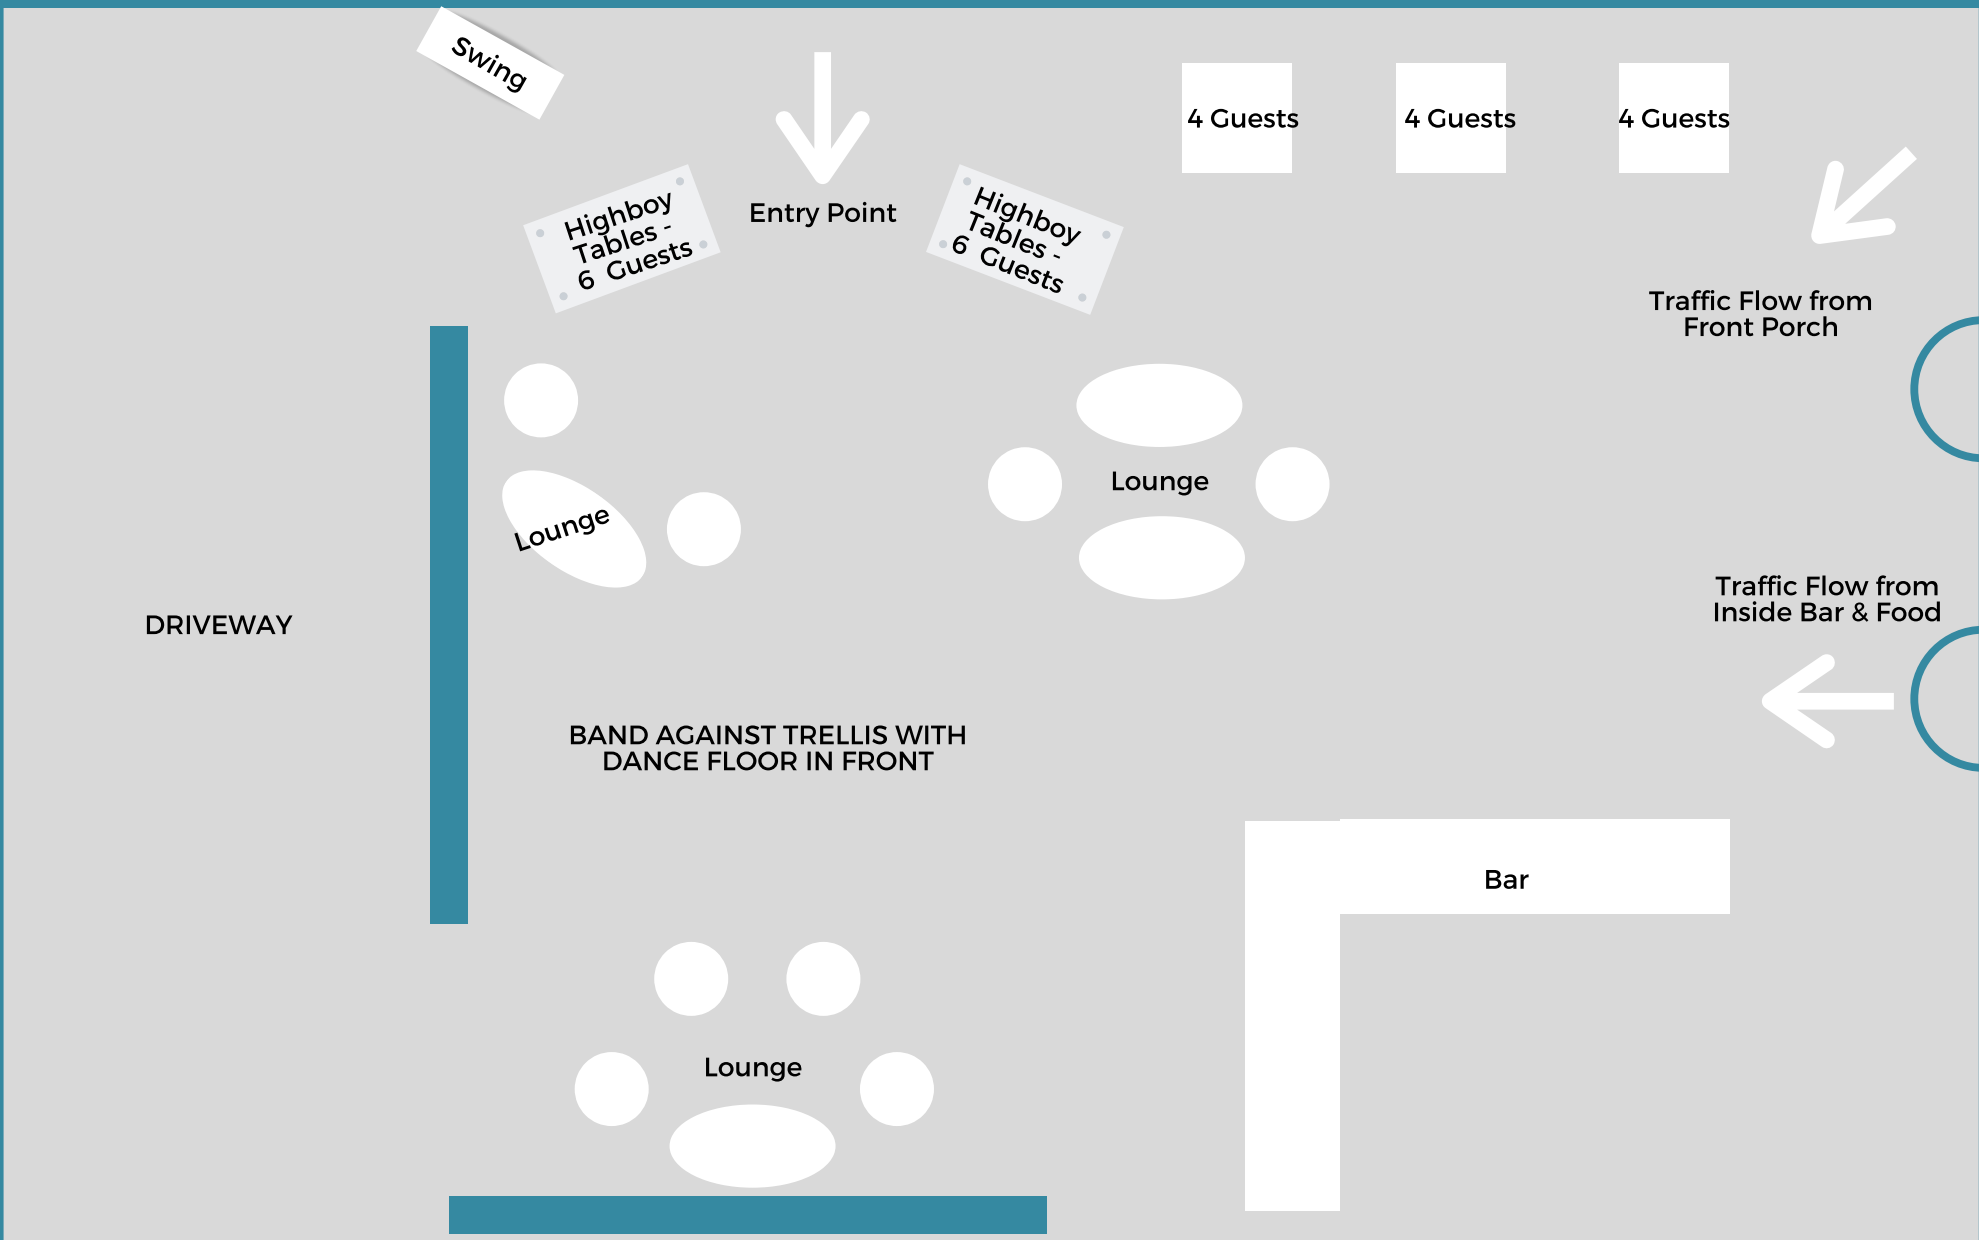 Swing
4 Guests
4 Guests
4 Guests
Highboy
Tables -
6 Guests
Entry Point
Highboy
Tables -
6 Guests
Traffic Flow from
Front Porch
Lounge
Lounge
Traffic Flow from
Inside Bar & Food
DRIVEWAY
BAND AGAINST TRELLIS WITH
DANCE FLOOR IN FRONT
Bar
Lounge